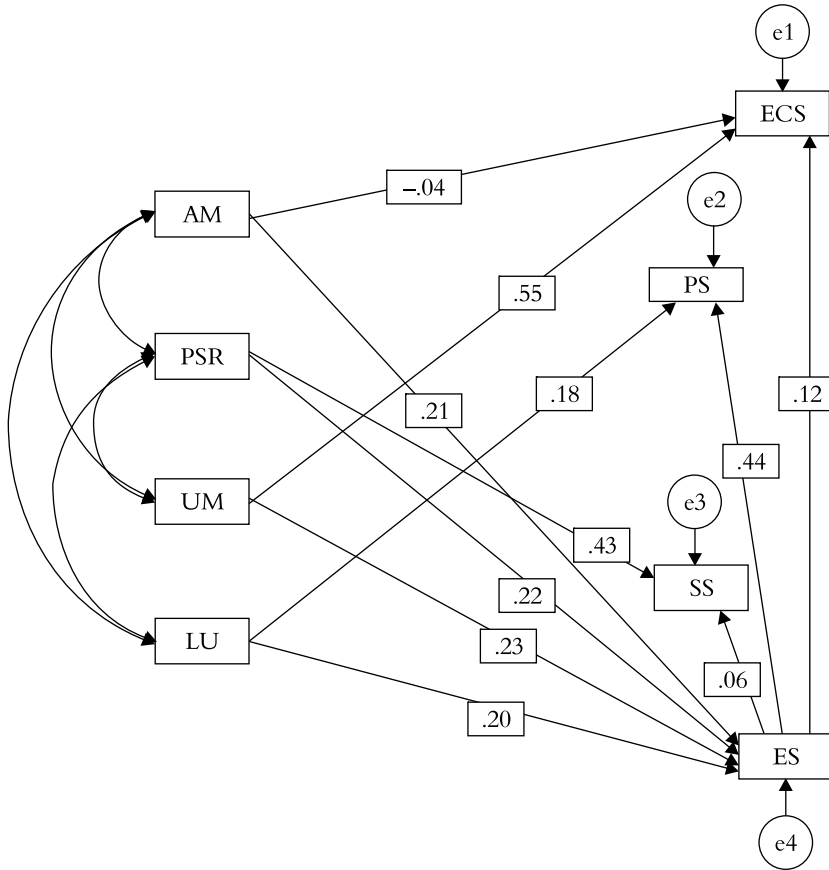 e1
ECS
–.04
AM
e2
PS
.55
PSR
.18
.12
.21
.44
UM
e3
.43
SS
.22
LU
.23
.06
.20
ES
e4